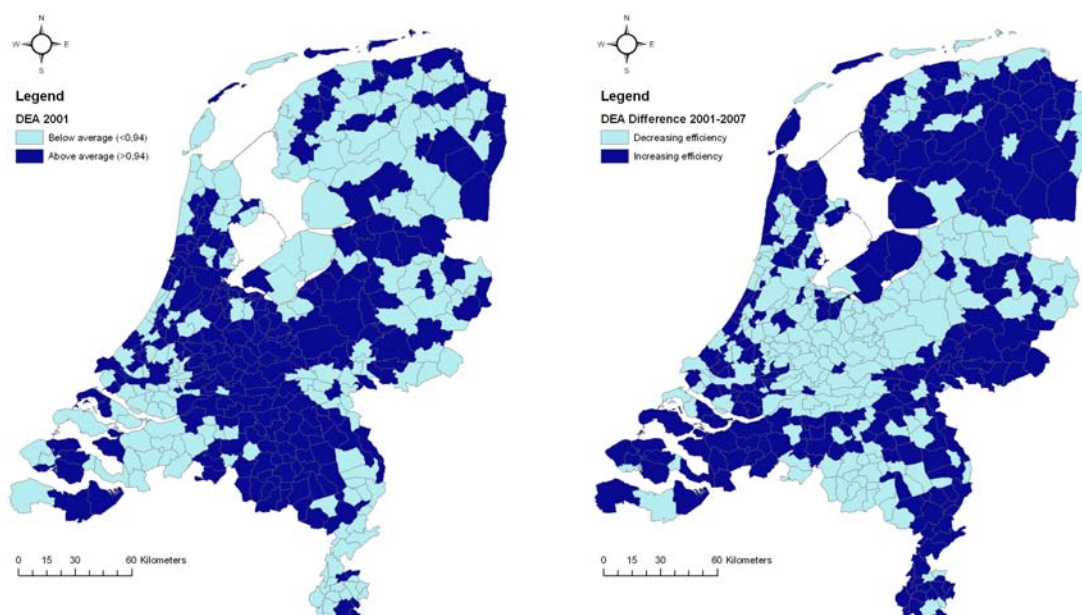 N
W E
S
Legend
DEA 2001
Below average (<0,94)
Above average (>0,94)
0 15 30 60 Kilometers
N
W E
S
Legend
DEA Difference 2001-2007
Decreasing efficiency
Increasing efficiency
0 15 30 60 Kilometers